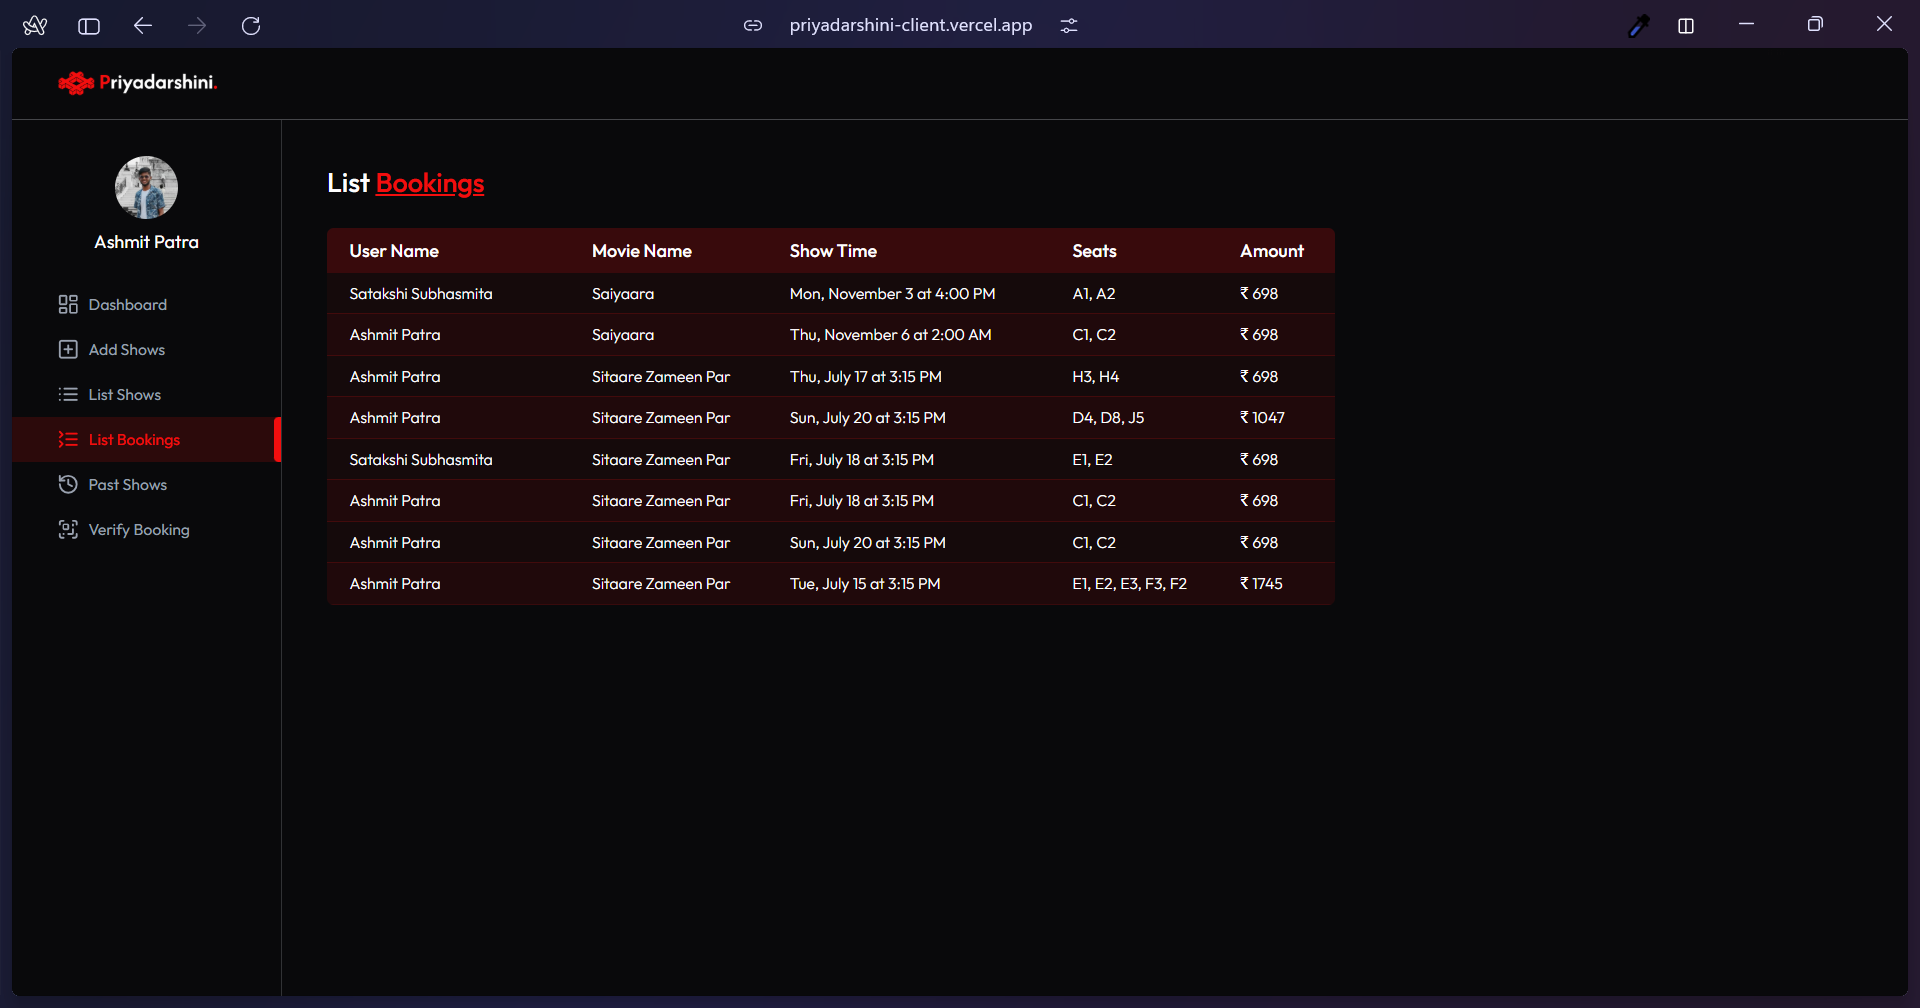 priyadarshini-client.vercel.app
Priyadarshini.
Ashmit Patra
Dashboard
Add Shows
List Shows
List Bookings
Past Shows
Verify Booking
List Bookings
User Name Movie Name Show Time Seats Amount
Satakshi Subhasmita Saiyaara Mon, November 3 at 4:00 PM A1, A2 ₹ 698
Ashmit Patra Saiyaara Thu, November 6 at 2:00 AM C1, C2 ₹ 698
Ashmit Patra Sitaare Zameen Par Thu, July 17 at 3:15 PM H3, H4 ₹ 698
Ashmit Patra Sitaare Zameen Par Sun, July 20 at 3:15 PM D4, D8, J5 ₹ 1047
Satakshi Subhasmita Sitaare Zameen Par Fri, July 18 at 3:15 PM E1, E2 ₹ 698
Ashmit Patra Sitaare Zameen Par Fri, July 18 at 3:15 PM C1, C2 ₹ 698
Ashmit Patra Sitaare Zameen Par Sun, July 20 at 3:15 PM C1, C2 ₹ 698
Ashmit Patra Sitaare Zameen Par Tue, July 15 at 3:15 PM E1, E2, E3, F3, F2 ₹ 1745